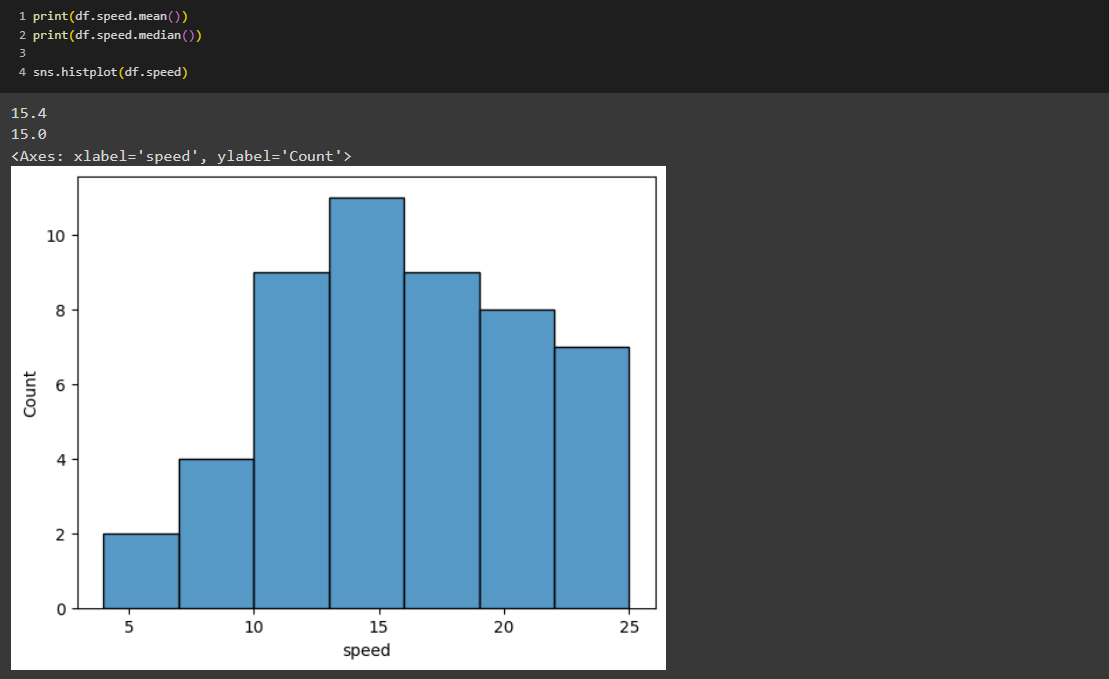 1 print(df.speed.mean())
2 print(df.speed.median())
3
4 sns.histplot(df.speed)
15.4
15.0
<Axes: xlabel='speed', ylabel='Count'>
10
8
6
4
2
0
Count
5 10 15 20 25
speed